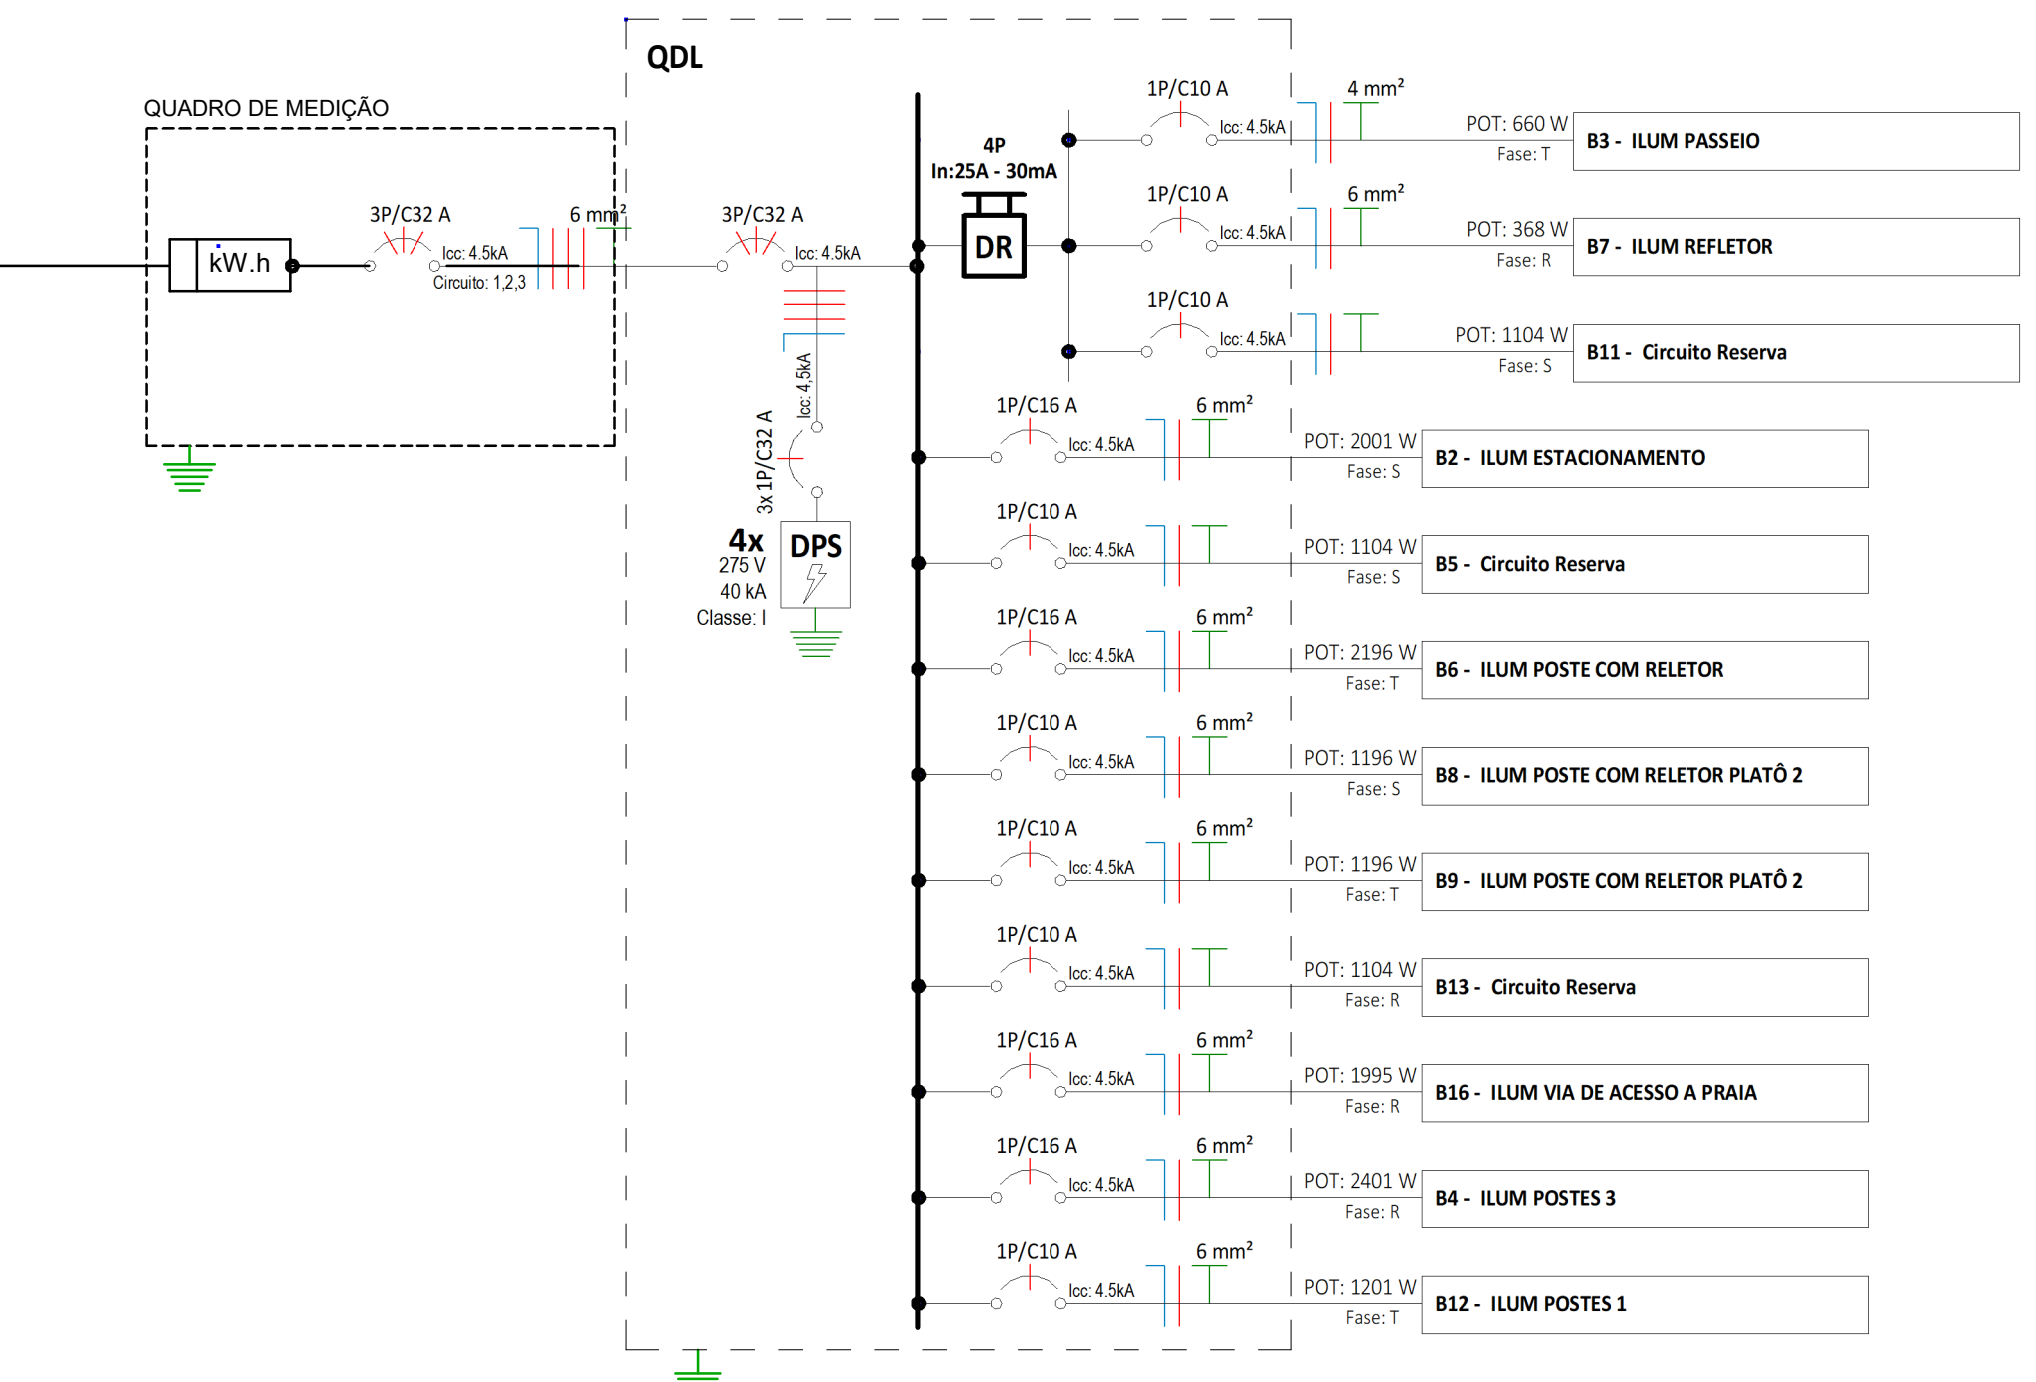 QDL
QUADRO DE MEDIÇÃO
kW.h
3P/C32 A
Icc: 4.5kA
Circuito: 1,2,3
6 mm²
3P/C32 A
Icc: 4.5kA
Icc: 4,5kA
3x 1P/C32 A
4x
275 V
40 kA
Classe: I
DPS
4P
In:25A - 30mA
DR
1P/C10 A
Icc: 4.5kA
4 mm²
POT: 660 W
Fase: T
B3 - ILUM PASSEIO
1P/C10 A
Icc: 4.5kA
6 mm²
POT: 368 W
Fase: R
B7 - ILUM REFLETOR
1P/C10 A
Icc: 4.5kA
POT: 1104 W
Fase: S
B11 - Circuito Reserva
1P/C16 A
Icc: 4.5kA
6 mm²
POT: 2001 W
Fase: S
B2 - ILUM ESTACIONAMENTO
1P/C10 A
Icc: 4.5kA
POT: 1104 W
Fase: S
B5 - Circuito Reserva
1P/C16 A
Icc: 4.5kA
6 mm²
POT: 2196 W
Fase: T
B6 - ILUM POSTE COM RELETOR
1P/C10 A
Icc: 4.5kA
6 mm²
POT: 1196 W
Fase: S
B8 - ILUM POSTE COM RELETOR PLATÔ 2
1P/C10 A
Icc: 4.5kA
6 mm²
POT: 1196 W
Fase: T
B9 - ILUM POSTE COM RELETOR PLATÔ 2
1P/C10 A
Icc: 4.5kA
POT: 1104 W
Fase: R
B13 - Circuito Reserva
1P/C16 A
Icc: 4.5kA
6 mm²
POT: 1995 W
Fase: R
B16 - ILUM VIA DE ACESSO A PRAIA
1P/C16 A
Icc: 4.5kA
6 mm²
POT: 2401 W
Fase: R
B4 - ILUM POSTES 3
1P/C10 A
Icc: 4.5kA
6 mm²
POT: 1201 W
Fase: T
B12 - ILUM POSTES 1